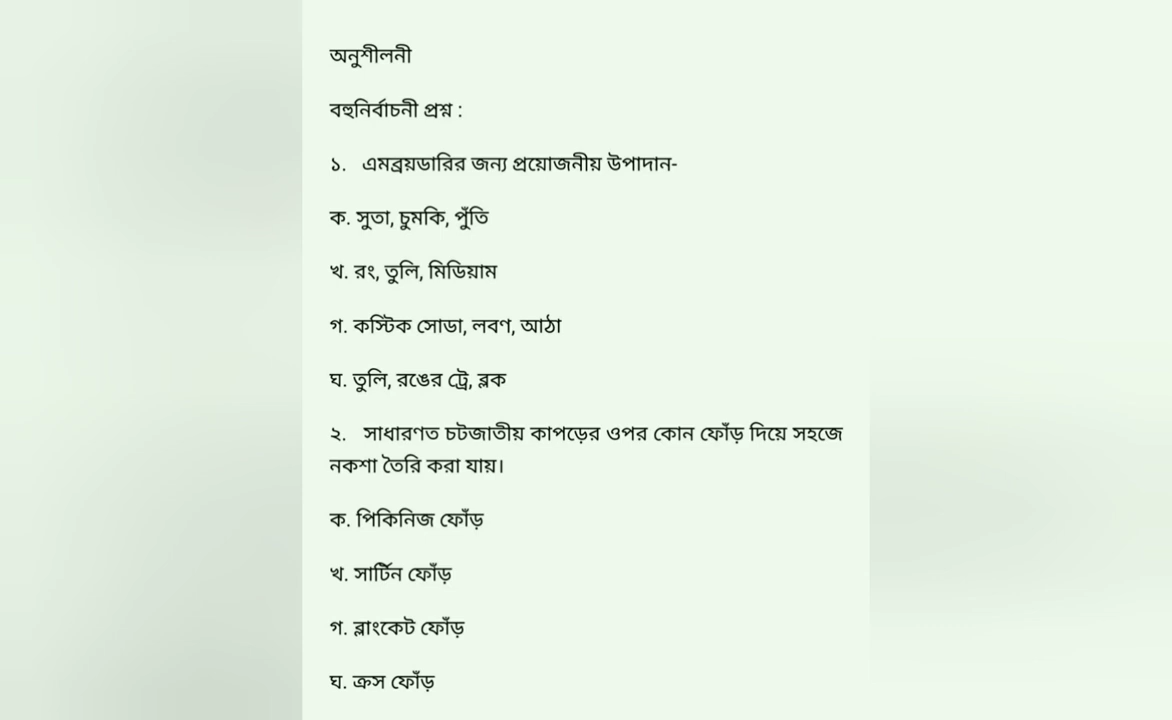 অনুশীলনী
বহুনির্বাচনী প্রশ্ন :
১. এমব্রয়ডারির জন্য প্রয়োজনীয় উপাদান-
ক. সুতা, চুমকি, পুঁতি
খ. রং, তুলি, মিডিয়াম
গ. কস্টিক সোডা, লবণ, আঠা
ঘ. তুলি, রঙের ট্রে, ব্লক
২. সাধারণত চটজাতীয় কাপড়ের ওপর কোন ফোঁড় দিয়ে সহজে
নকশা তৈরি করা যায়।
ক. পিকিনিজ ফোঁড়
খ. সার্টিন ফোঁড়
গ. ব্লাংকেট ফোঁড়
ঘ. ক্রস ফোঁড়